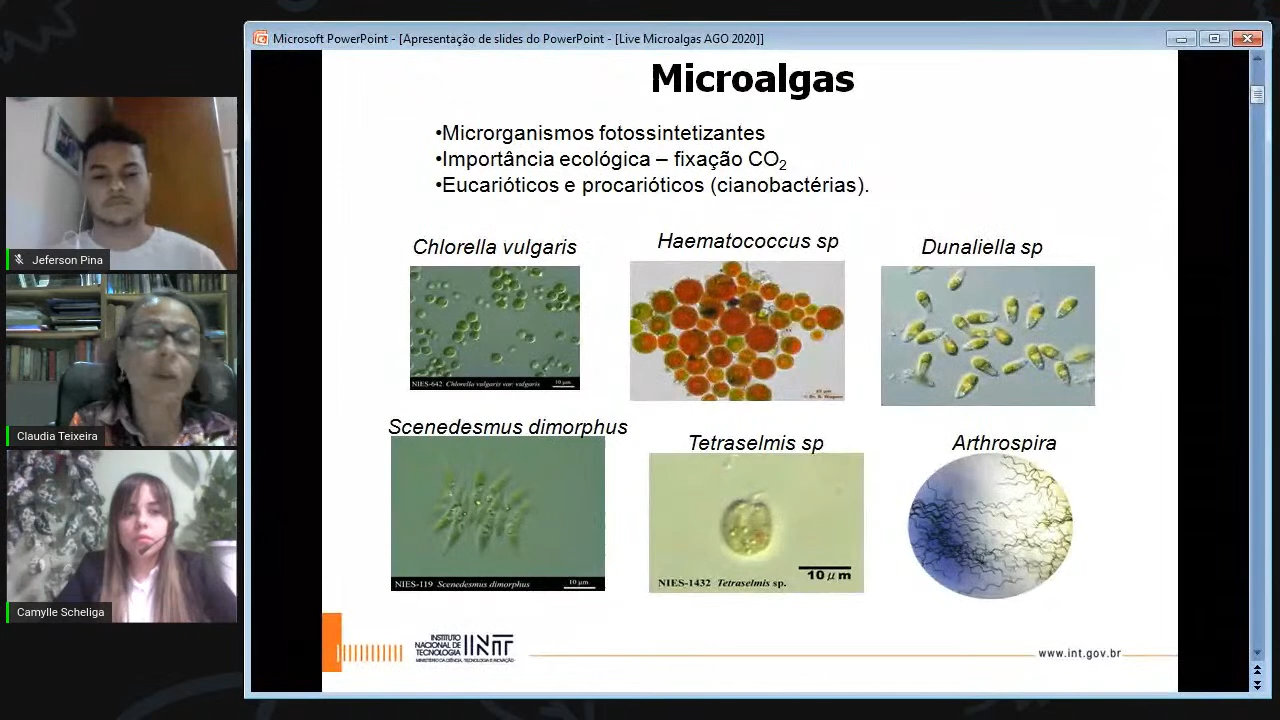 Microsoft PowerPoint - [Apresentação de slides do PowerPoint - [Live Microalgas AGO 2020]]
Microalgas
•Microrganismos fotossintetizantes
•Importância ecológica – fixação CO₂
•Eucarióticos e procarióticos (cianobactérias).
Chlorella vulgaris
Haematococcus sp
Dunaliella sp
NIES-642 Chlorella vulgaris var. vulgaris 10 μm
Scenedesmus dimorphus
Tetraselmis sp
Arthrospira
NIES-119 Scenedesmus dimorphus 10 μm
10 μm
NIES-1432 Tetraselmis sp.
INSTITUTO
NACIONAL DE
TECNOLOGIA
MINISTÉRIO DA CIÊNCIA, TECNOLOGIA E INOVAÇÃO
INT
www.int.gov.br
Jeferson Pina
Claudia Teixeira
Camylle Scheliga